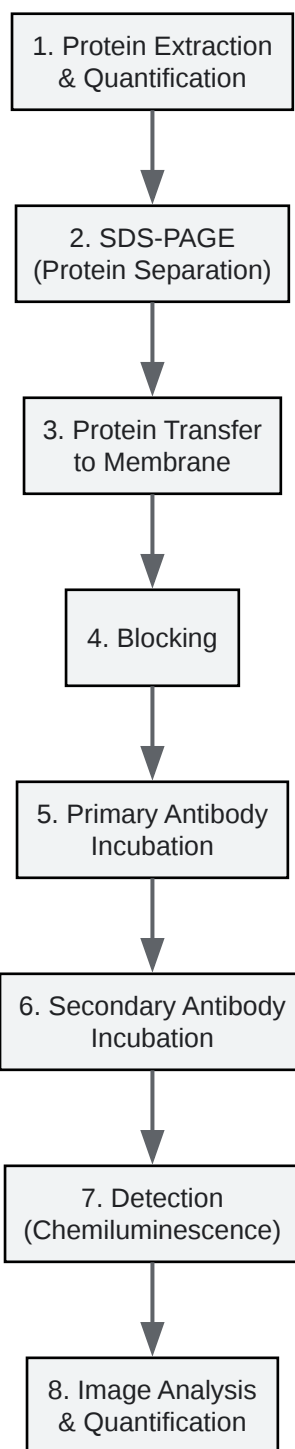 1. Protein Extraction
& Quantification
2. SDS-PAGE
(Protein Separation)
3. Protein Transfer
to Membrane
4. Blocking
5. Primary Antibody
Incubation
6. Secondary Antibody
Incubation
7. Detection
(Chemiluminescence)
8. Image Analysis
& Quantification